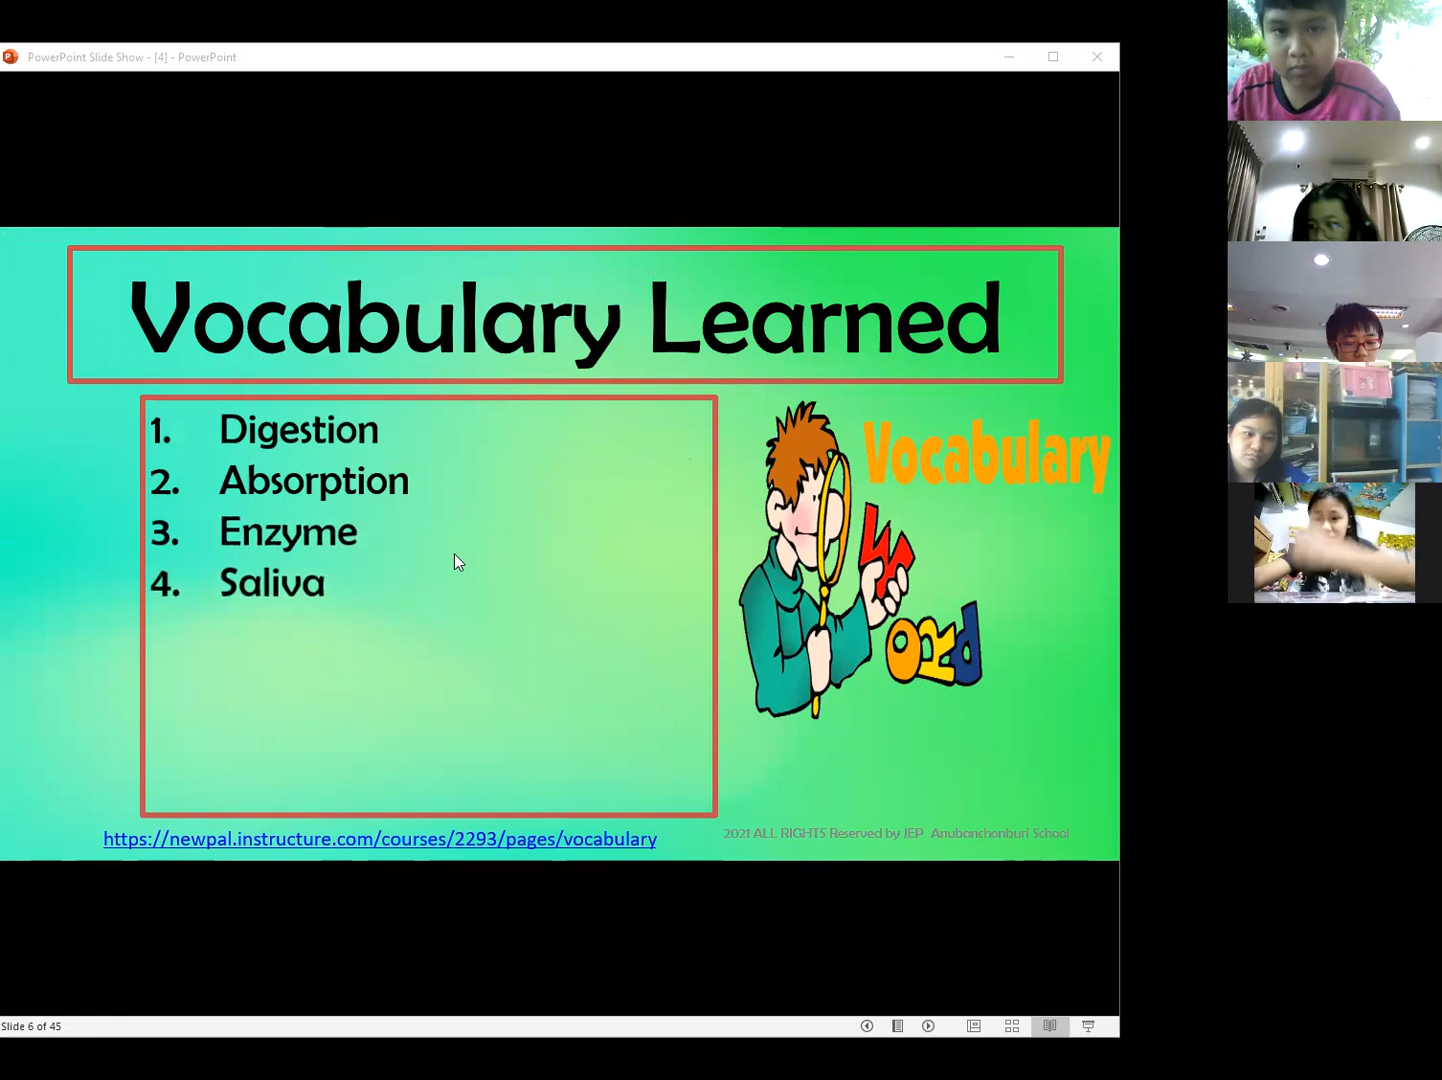 PowerPoint Slide Show - [4] - PowerPoint
Vocabulary Learned
1. Digestion
2. Absorption
3. Enzyme
4. Saliva
Vocabulary
W
ORD
https://newpal.instructure.com/courses/2293/pages/vocabulary
2021 ALL RIGHTS Reserved by JEP Anubanchonburi School
Slide 6 of 45